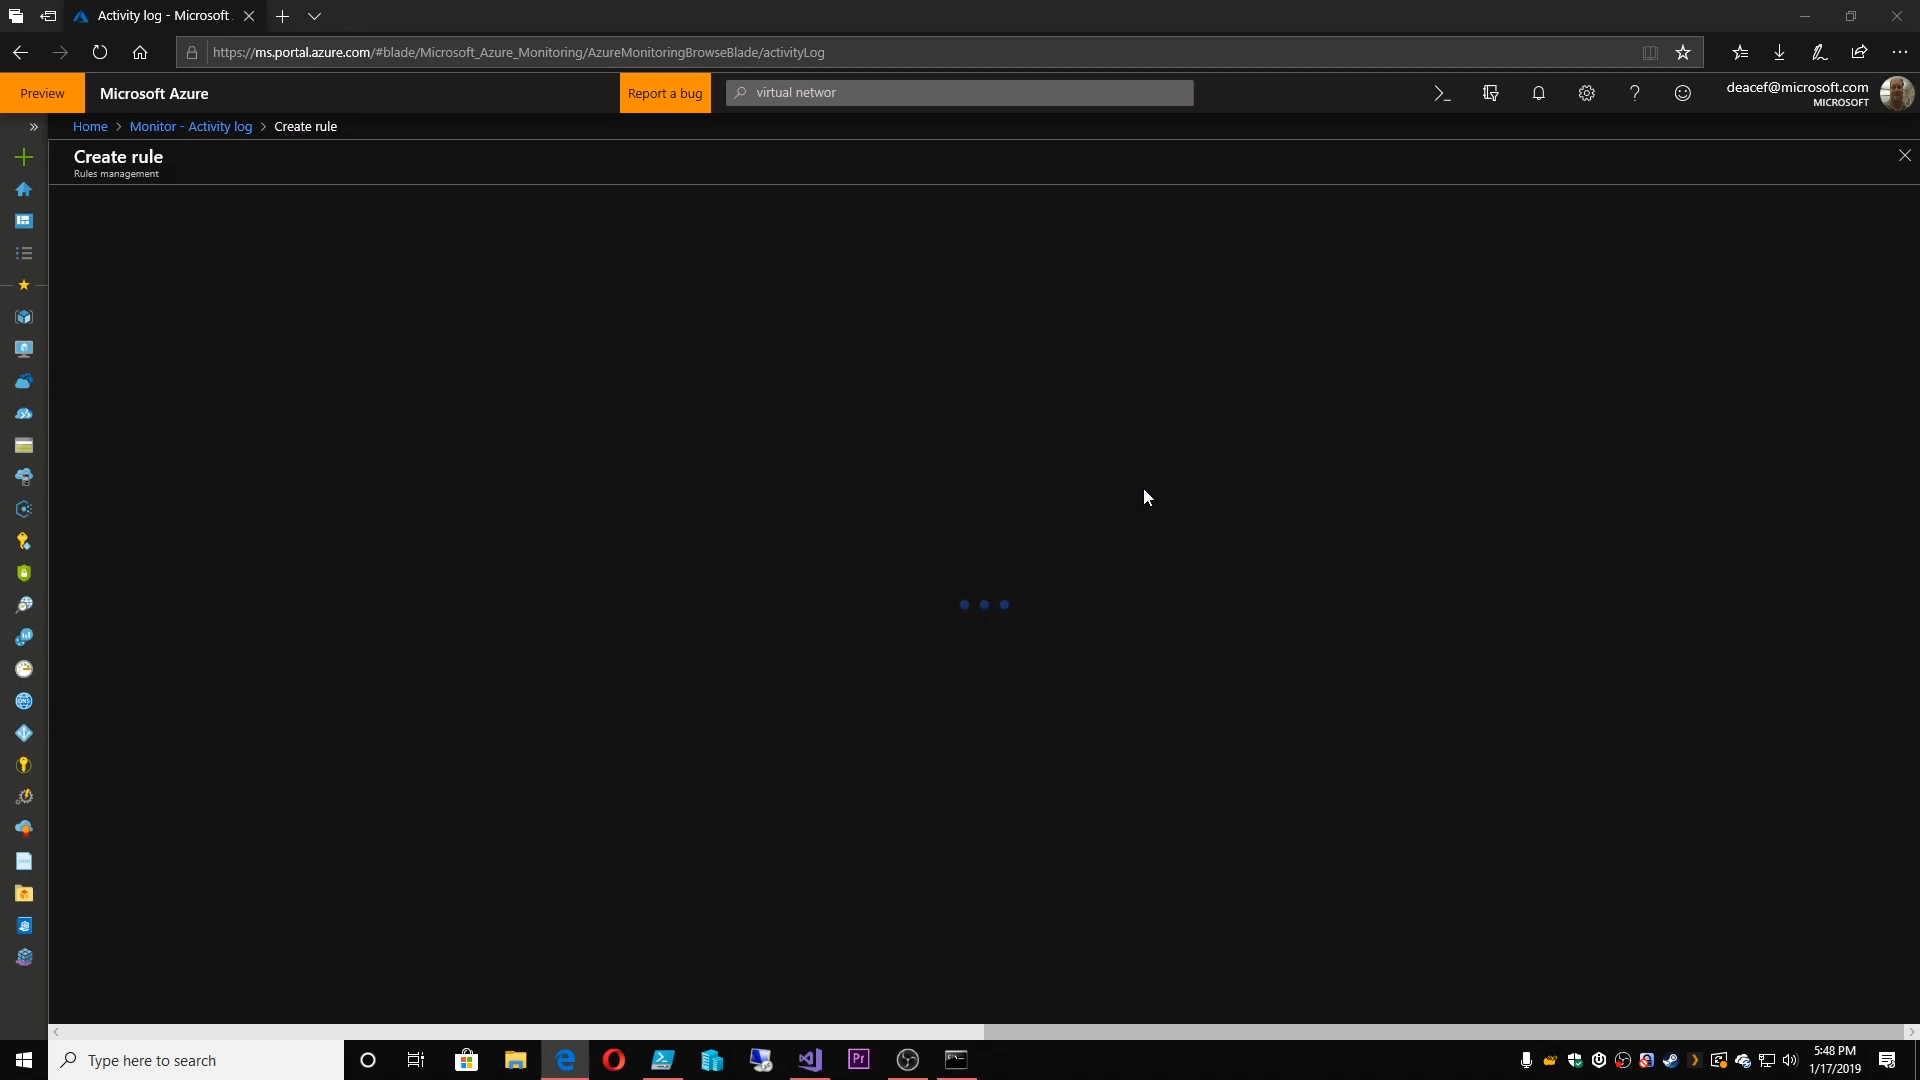 Activity log - Microsoft
https://ms.portal.azure.com/#blade/Microsoft_Azure_Monitoring/AzureMonitoringBrowseBlade/activityLog
Preview
Microsoft Azure
Report a bug
virtual networ
deacef@microsoft.com
MICROSOFT
Home > Monitor - Activity log > Create rule
Create rule
Rules management
Type here to search
Pr
5:48 PM
1/17/2019